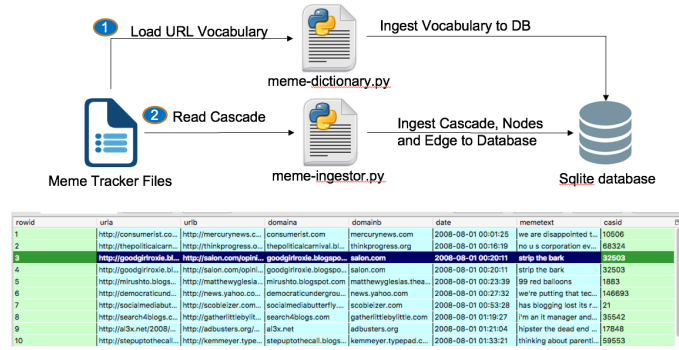 1 Load URL Vocabulary
Ingest Vocabulary to DB
meme-dictionary.py
2 Read Cascade
Ingest Cascade, Nodes
and Edge to Database
Meme Tracker Files
meme-ingestor.py
Sqlite database
rowid urla urlb domaina domainb date memetext casid
1 http://consumerist.co... http://mercurynews.c... consumerist.com mercurynews.com 2008-08-01 00:01:25 we are disappointed t... 10506
2 http://thepoliticalcarn... http://thinkprogress.o... thepoliticalcarnival.bl... thinkprogress.org 2008-08-01 00:16:19 no u s corporation ev... 68324
3 http://goodgirlroxie.bl... http://salon.com/opini... goodgirlroxie.blogspo... salon.com 2008-08-01 00:20:11 strip the bark 32503
4 http://goodgirlroxie.bl... http://salon.com/opini... goodgirlroxie.blogspo... salon.com 2008-08-01 00:20:11 strip the bark 32503
5 http://mirushto.blogs... http://matthewyglesia... mirushto.blogspot.com matthewyglesias.thea... 2008-08-01 00:23:39 99 red balloons 1883
6 http://democraticund... http://news.yahoo.co... democraticundergrou... news.yahoo.com 2008-08-01 00:27:32 we're putting that tec... 146693
7 http://socialmediabut... http://scobleizer.com... socialmediabutterfly.... scobleizer.com 2008-08-01 00:53:28 has blogging lost its r... 21
8 http://search4blogs.c... http://gatherlittlebylitt... search4blogs.com gatherlittlebylittle.com 2008-08-01 01:19:27 i'm an it manager and... 35542
9 http://al3x.net/2008/... http://adbusters.org/... al3x.net adbusters.org 2008-08-01 01:21:04 hipster the dead end ... 17848
10 http://stepuptothecall... http://kemmeyer.type... stepuptothecall.blogs... kemmeyer.typepad.c... 2008-08-01 01:33:21 thinking about parenti... 59553